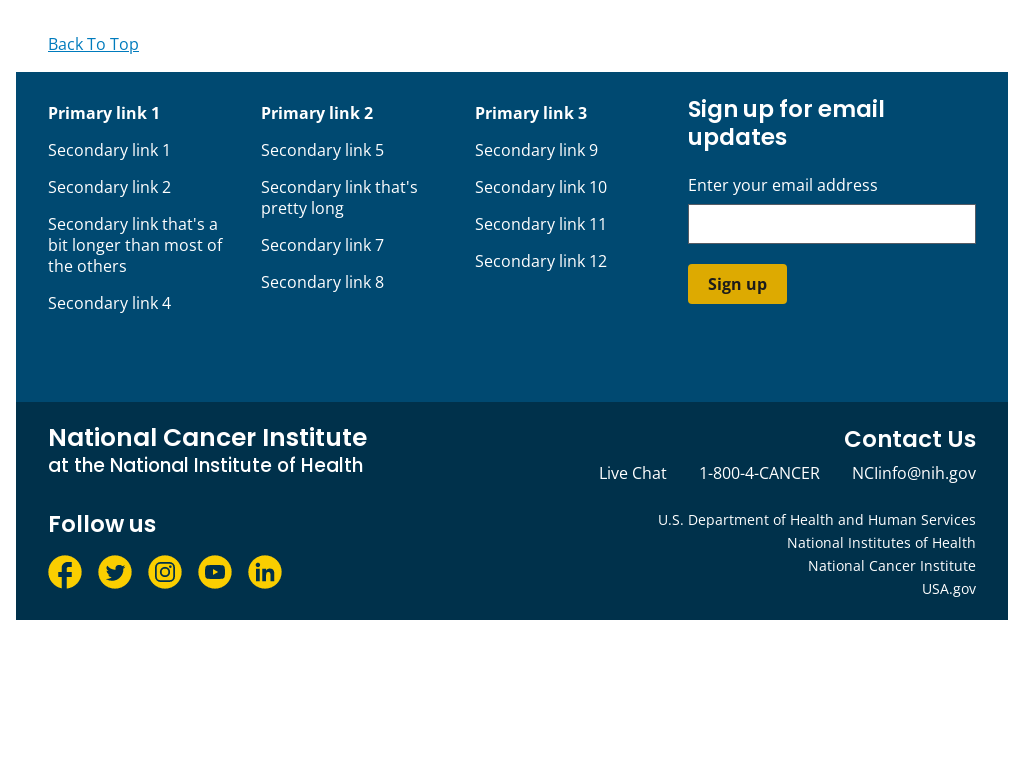 Back To Top
Primary link 1
Secondary link 1
Secondary link 2
Secondary link that's a
bit longer than most of
the others
Secondary link 4
Primary link 2
Secondary link 5
Secondary link that's
pretty long
Secondary link 7
Secondary link 8
Primary link 3
Secondary link 9
Secondary link 10
Secondary link 11
Secondary link 12
Sign up for email
updates
Enter your email address
Sign up
National Cancer Institute
at the National Institute of Health
Follow us
Contact Us
Live Chat 1-800-4-CANCER NCIinfo@nih.gov
U.S. Department of Health and Human Services
National Institutes of Health
National Cancer Institute
USA.gov